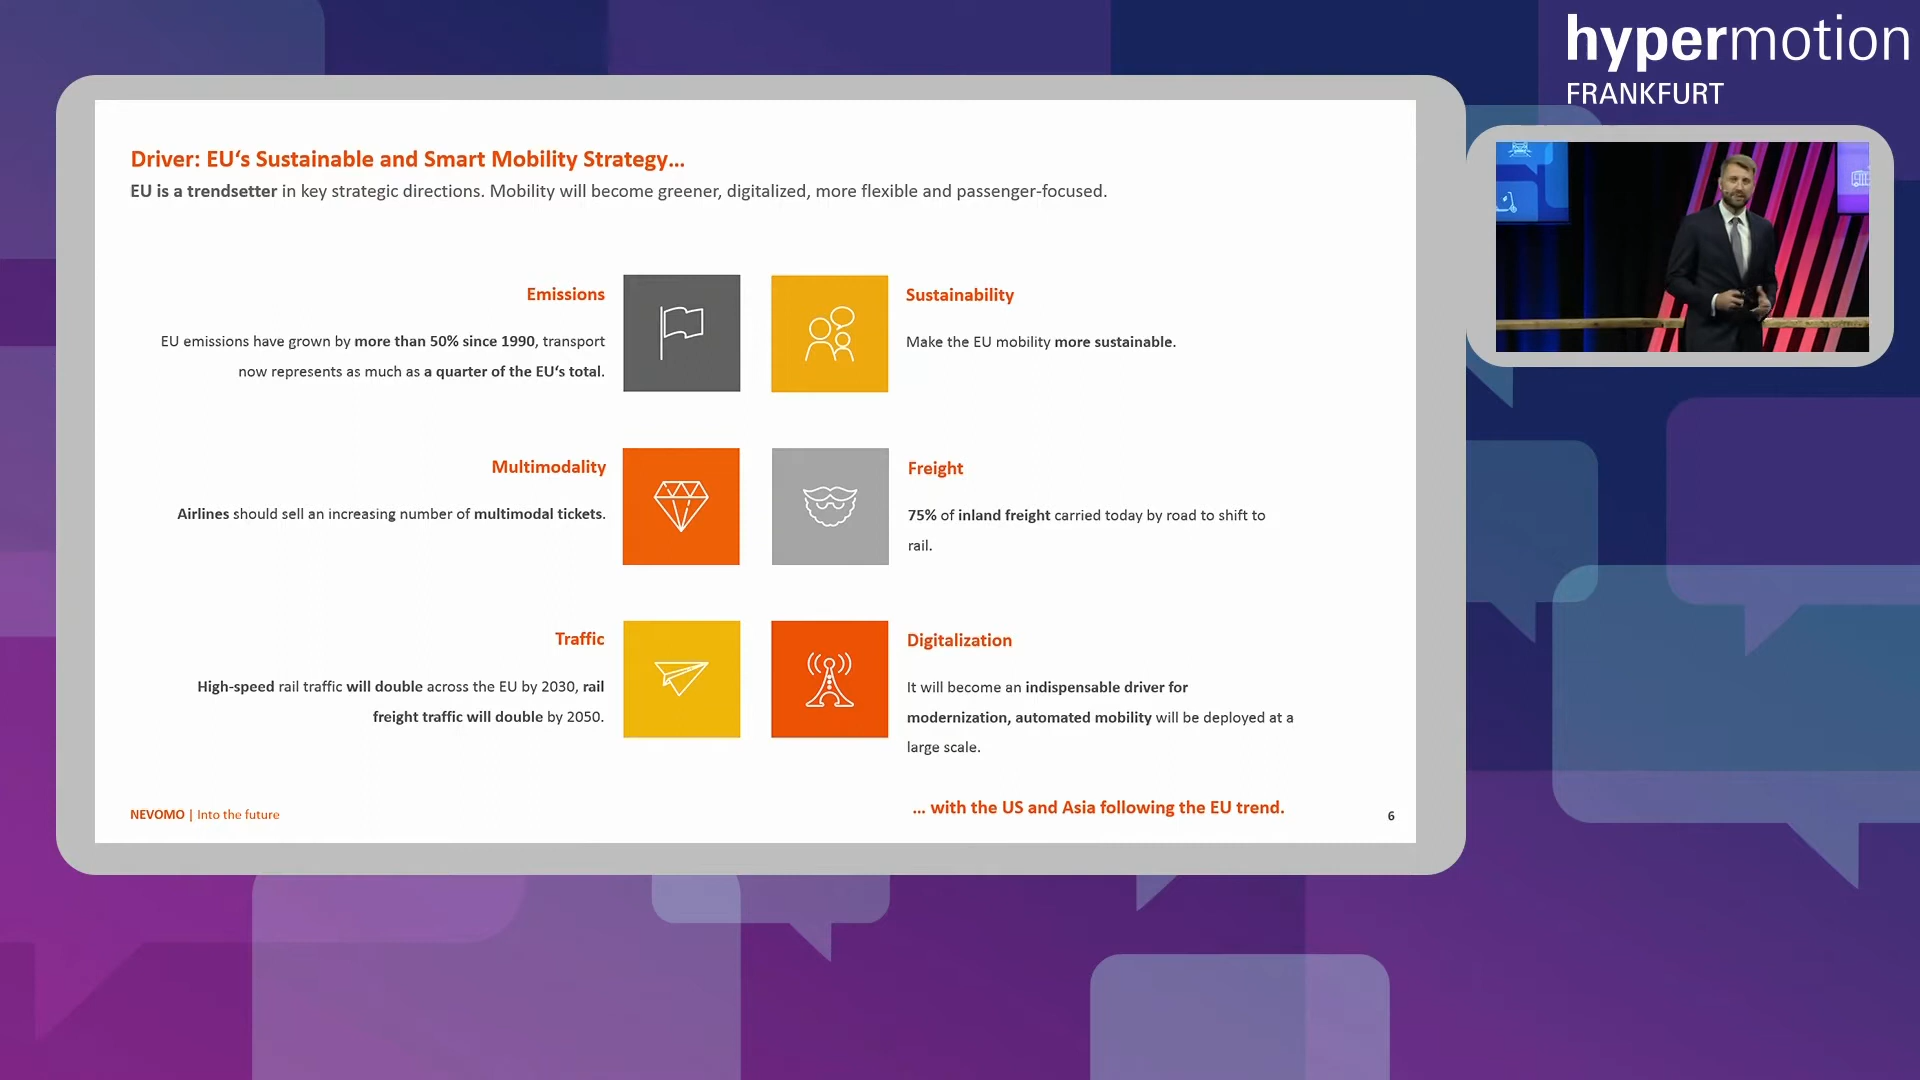 hypermotion
FRANKFURT
Driver: EU‘s Sustainable and Smart Mobility Strategy…
EU is a trendsetter in key strategic directions. Mobility will become greener, digitalized, more flexible and passenger-focused.
Emissions
EU emissions have grown by more than 50% since 1990, transport
now represents as much as a quarter of the EU‘s total.
Sustainability
Make the EU mobility more sustainable.
Multimodality
Airlines should sell an increasing number of multimodal tickets.
Freight
75% of inland freight carried today by road to shift to
rail.
Traffic
High-speed rail traffic will double across the EU by 2030, rail
freight traffic will double by 2050.
Digitalization
It will become an indispensable driver for
modernization, automated mobility will be deployed at a
large scale.
… with the US and Asia following the EU trend.
NEVOMO | Into the future
6